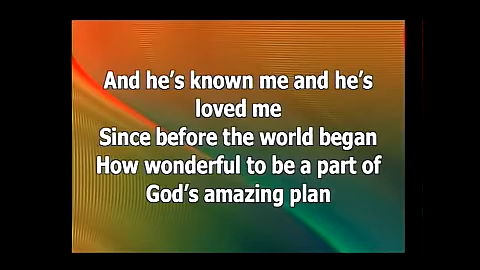 And he's known me and he's
loved me
Since before the world began
How wonderful to be a part of
God's amazing plan